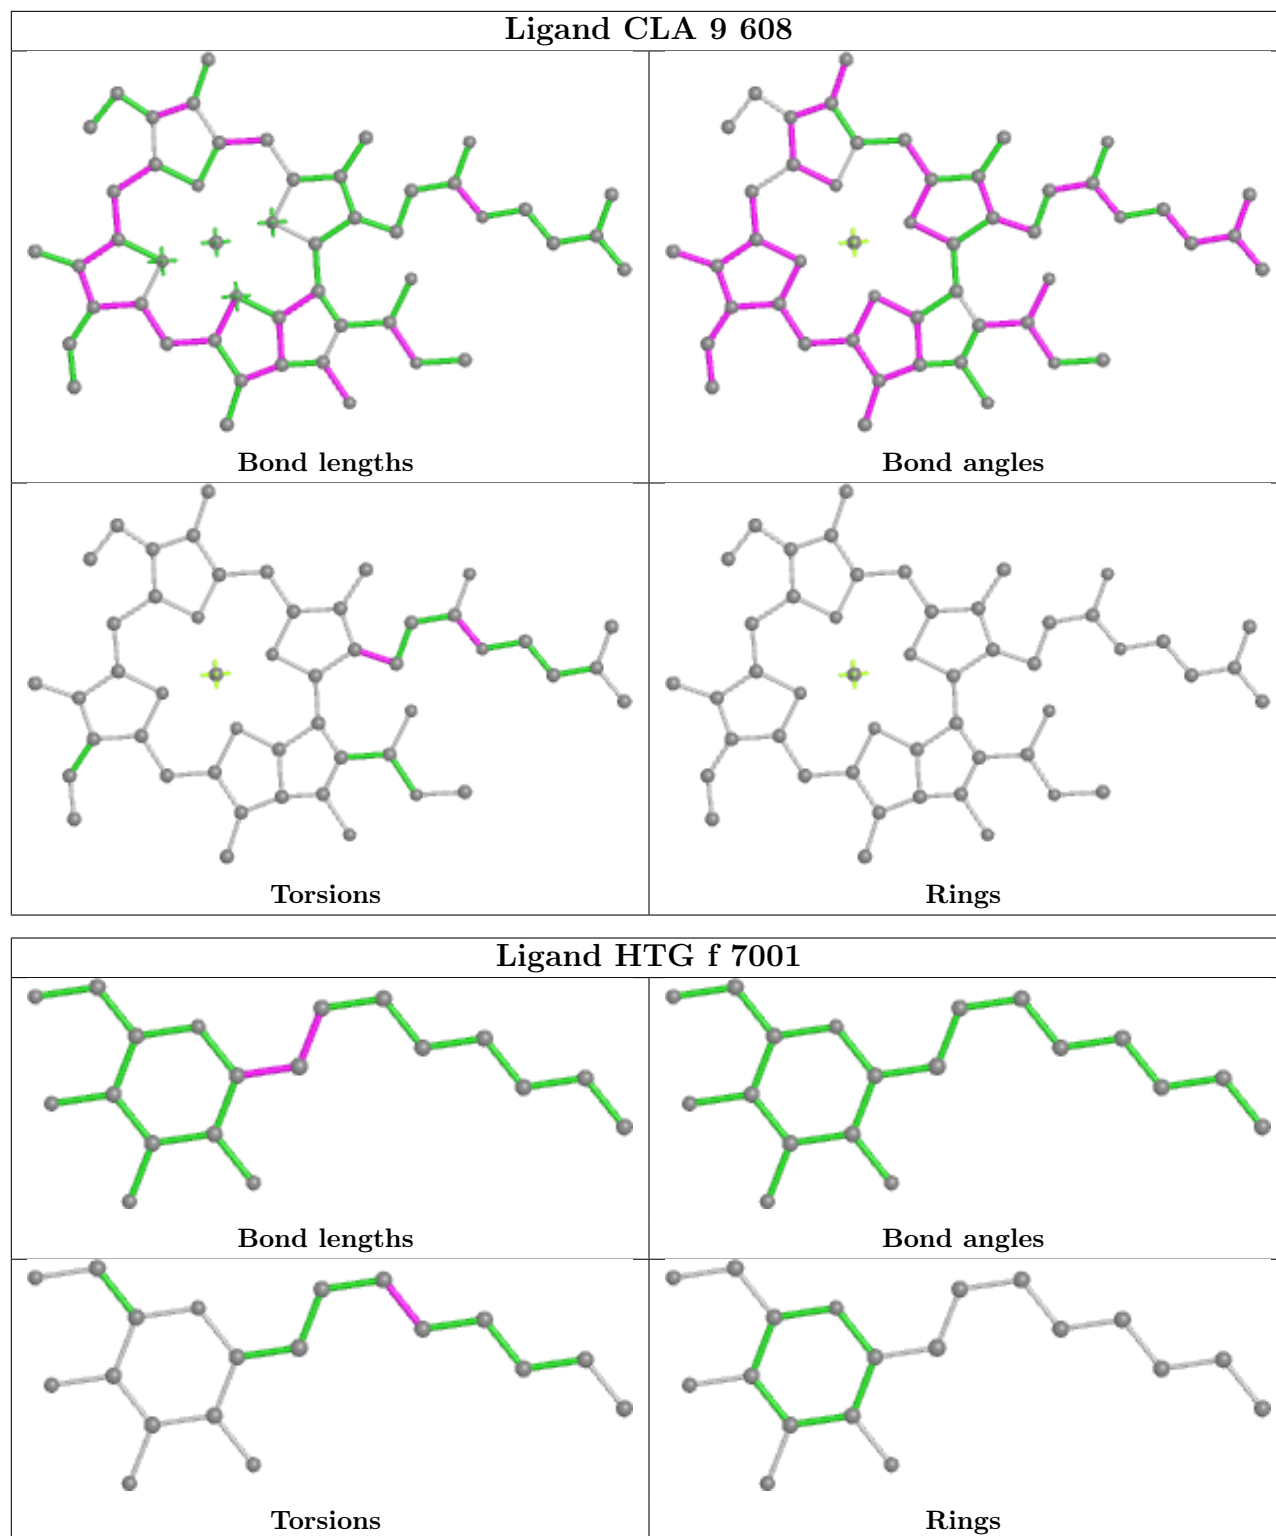 Ligand CLA 9 608
Bond lengths
Bond angles
Torsions
Rings
Ligand HTG f 7001
Bond lengths
Bond angles
Torsions
Rings